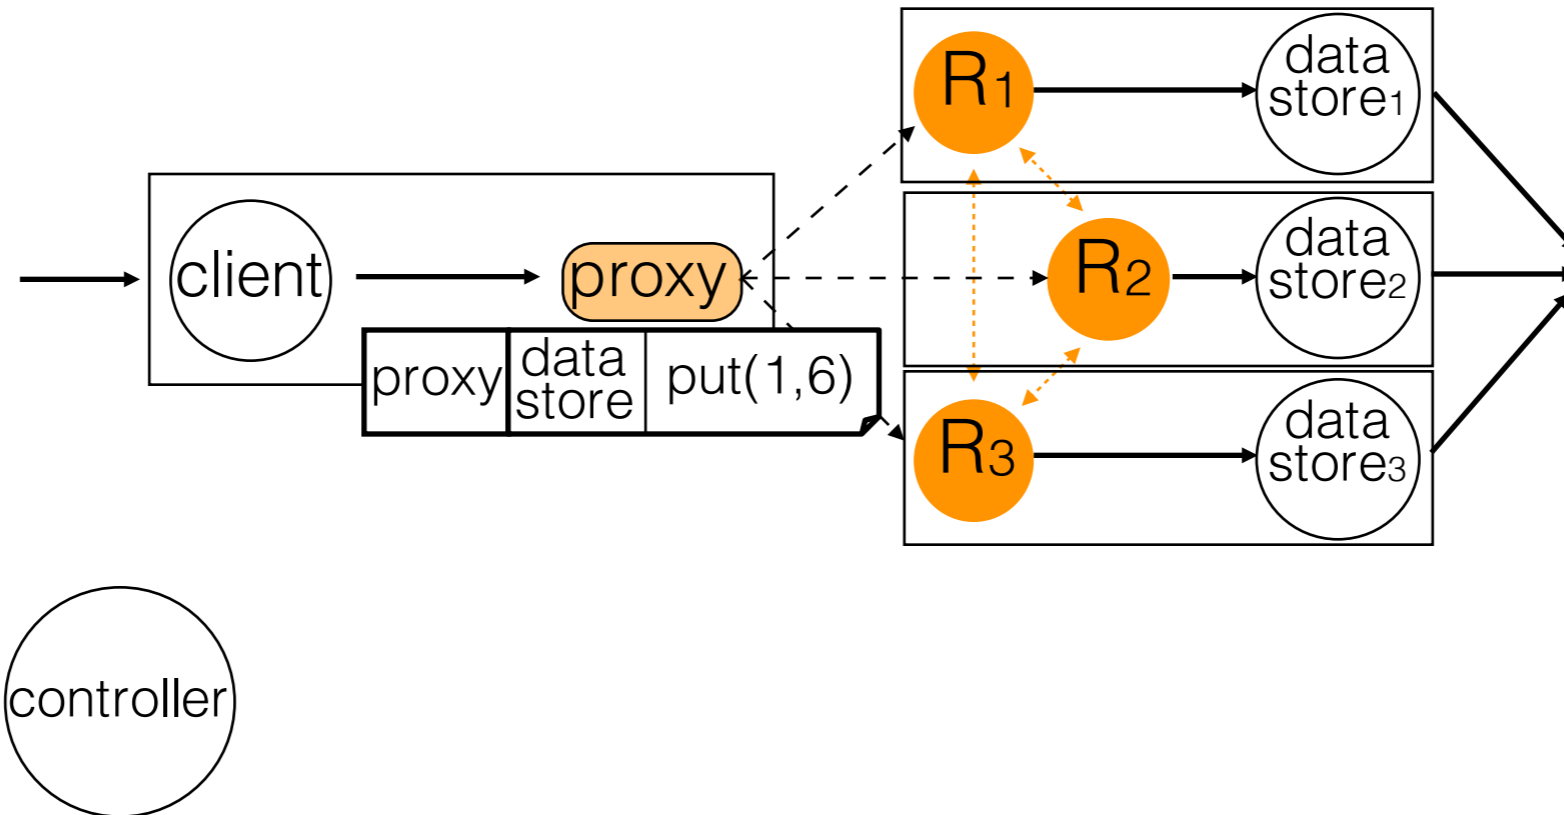 R1
data
store1
client
proxy
R2
data
store2
proxy
data
store
put(1,6)
R3
data
store3
controller